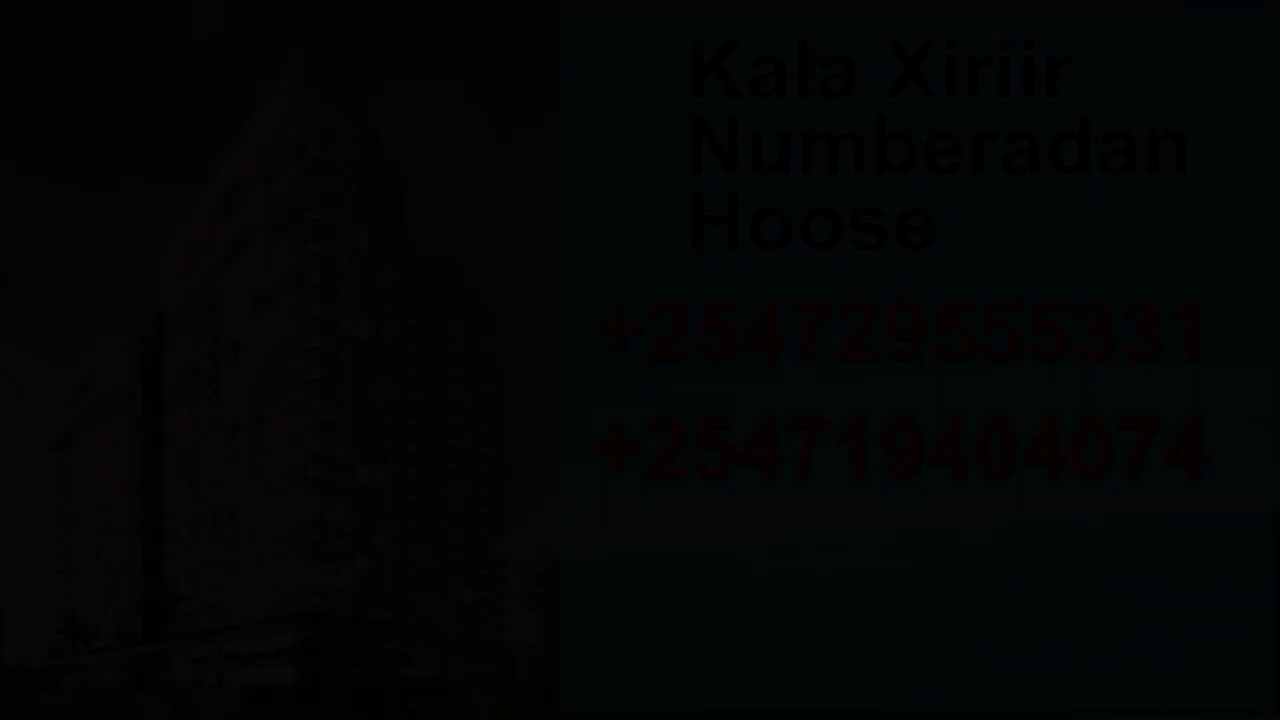 Kala Xiriir
Numberadan
Hoose
+254729555331
+254719404074